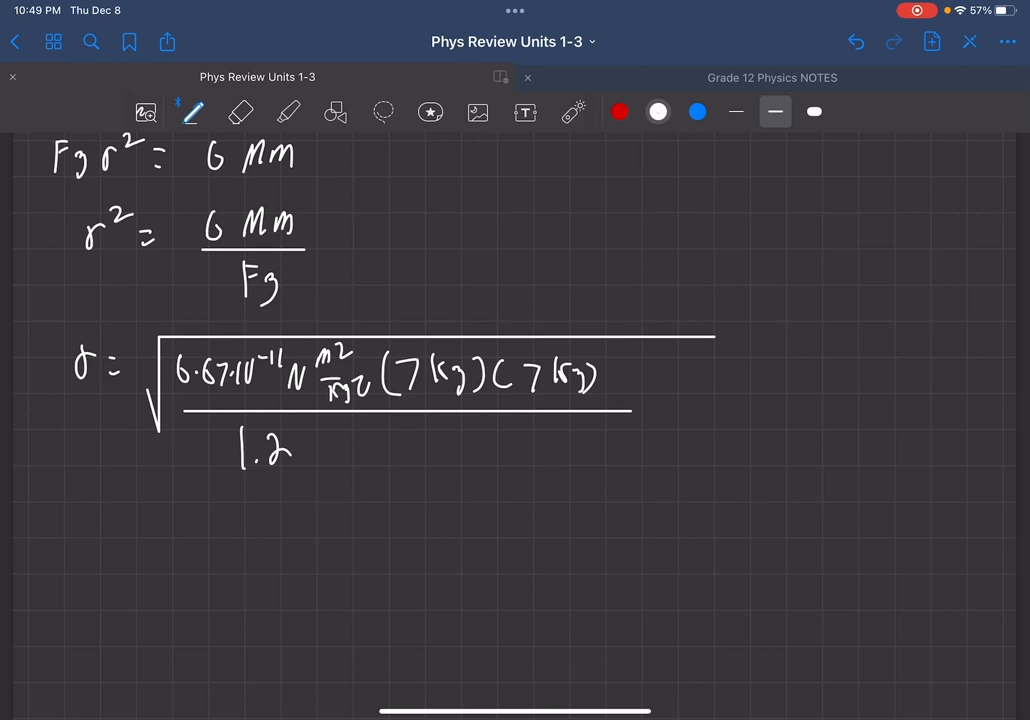 10:49 PM Thu Dec 8
57%
Phys Review Units 1-3
Phys Review Units 1-3
Grade 12 Physics NOTES
Fg r² = G Mm
r² = G Mm / Fg
r = √(6.67·10⁻¹¹ N m²/kg² (7 kg)(7 kg) / 1.2)